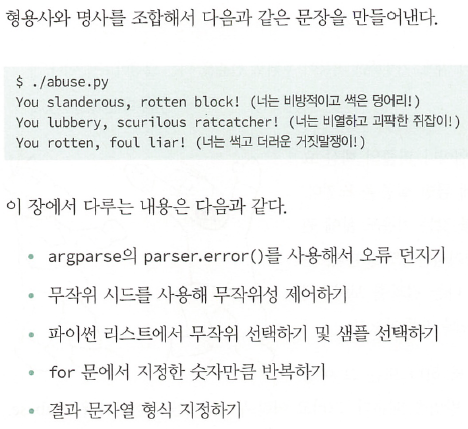 형용사와 명사를 조합해서 다음과 같은 문장을 만들어낸다.
$ ./abuse.py
You slanderous, rotten block! (너는 비방적이고 썩은 덩어리!)
You lubbery, scurilous ratcatcher! (너는 비열하고 괴팍한 쥐잡이!)
You rotten, foul liar! (너는 썩고 더러운 거짓말쟁이!)
이 장에서 다루는 내용은 다음과 같다.
• argparse의 parser.error()를 사용해서 오류 던지기
• 무작위 시드를 사용해 무작위성 제어하기
• 파이썬 리스트에서 무작위 선택하기 및 샘플 선택하기
• for 문에서 지정한 숫자만큼 반복하기
• 결과 문자열 형식 지정하기